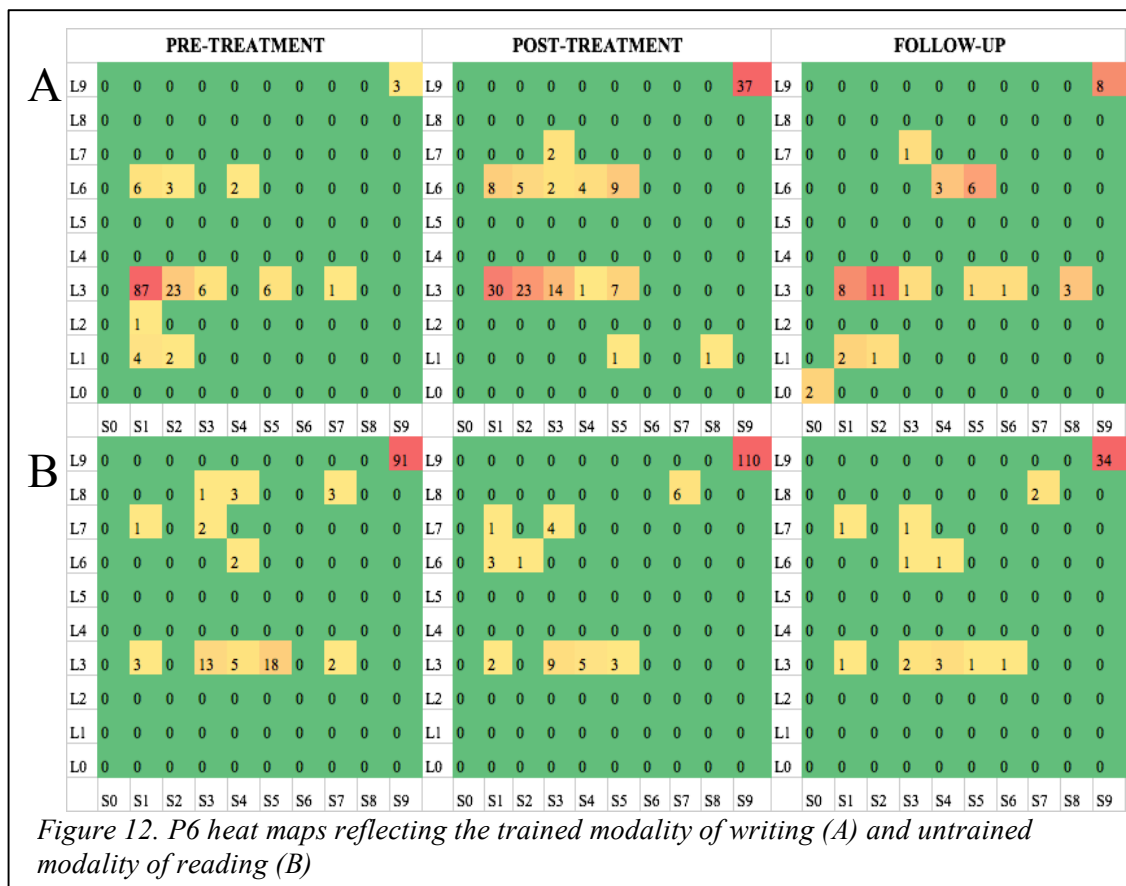 PRE-TREATMENT POST-TREATMENT FOLLOW-UP
A
L9 0 0 0 0 0 0 0 0 0 3 L9 0 0 0 0 0 0 0 0 0 37 L9 0 0 0 0 0 0 0 0 0 8
L8 0 0 0 0 0 0 0 0 0 0 L8 0 0 0 0 0 0 0 0 0 0 L8 0 0 0 0 0 0 0 0 0 0
L7 0 0 0 0 0 0 0 0 0 0 L7 0 0 0 2 0 0 0 0 0 0 L7 0 0 0 1 0 0 0 0 0 0
L6 0 6 3 0 2 0 0 0 0 0 L6 0 8 5 2 4 9 0 0 0 0 L6 0 0 0 0 3 6 0 0 0 0
L5 0 0 0 0 0 0 0 0 0 0 L5 0 0 0 0 0 0 0 0 0 0 L5 0 0 0 0 0 0 0 0 0 0
L4 0 0 0 0 0 0 0 0 0 0 L4 0 0 0 0 0 0 0 0 0 0 L4 0 0 0 0 0 0 0 0 0 0
L3 0 87 23 6 0 6 0 1 0 0 L3 0 30 23 14 1 7 0 0 0 0 L3 0 8 11 1 0 1 1 0 3 0
L2 0 1 0 0 0 0 0 0 0 0 L2 0 0 0 0 0 0 0 0 0 0 L2 0 0 0 0 0 0 0 0 0 0
L1 0 4 2 0 0 0 0 0 0 0 L1 0 0 0 0 0 1 0 0 1 0 L1 0 2 1 0 0 0 0 0 0 0
L0 0 0 0 0 0 0 0 0 0 0 L0 0 0 0 0 0 0 0 0 0 0 L0 2 0 0 0 0 0 0 0 0 0
S0 S1 S2 S3 S4 S5 S6 S7 S8 S9 S0 S1 S2 S3 S4 S5 S6 S7 S8 S9 S0 S1 S2 S3 S4 S5 S6 S7 S8 S9
B
L9 0 0 0 0 0 0 0 0 0 91 L9 0 0 0 0 0 0 0 0 0 110 L9 0 0 0 0 0 0 0 0 0 34
L8 0 0 0 1 3 0 0 3 0 0 L8 0 0 0 0 0 0 0 6 0 0 L8 0 0 0 0 0 0 0 2 0 0
L7 0 1 0 2 0 0 0 0 0 0 L7 0 1 0 4 0 0 0 0 0 0 L7 0 1 0 1 0 0 0 0 0 0
L6 0 0 0 0 2 0 0 0 0 0 L6 0 3 1 0 0 0 0 0 0 0 L6 0 0 0 1 1 0 0 0 0 0
L5 0 0 0 0 0 0 0 0 0 0 L5 0 0 0 0 0 0 0 0 0 0 L5 0 0 0 0 0 0 0 0 0 0
L4 0 0 0 0 0 0 0 0 0 0 L4 0 0 0 0 0 0 0 0 0 0 L4 0 0 0 0 0 0 0 0 0 0
L3 0 3 0 13 5 18 0 2 0 0 L3 0 2 0 9 5 3 0 0 0 0 L3 0 1 0 2 3 1 1 0 0 0
L2 0 0 0 0 0 0 0 0 0 0 L2 0 0 0 0 0 0 0 0 0 0 L2 0 0 0 0 0 0 0 0 0 0
L1 0 0 0 0 0 0 0 0 0 0 L1 0 0 0 0 0 0 0 0 0 0 L1 0 0 0 0 0 0 0 0 0 0
L0 0 0 0 0 0 0 0 0 0 0 L0 0 0 0 0 0 0 0 0 0 0 L0 0 0 0 0 0 0 0 0 0 0
S0 S1 S2 S3 S4 S5 S6 S7 S8 S9 S0 S1 S2 S3 S4 S5 S6 S7 S8 S9 S0 S1 S2 S3 S4 S5 S6 S7 S8 S9
Figure 12. P6 heat maps reflecting the trained modality of writing (A) and untrained
modality of reading (B)